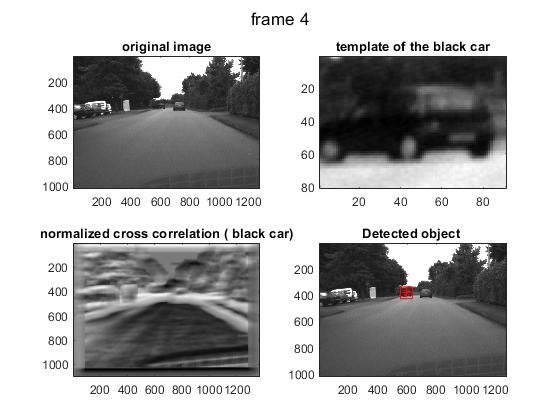 frame 4
original image
200
400
600
800
1000
200 400 600 800 1000 1200
template of the black car
20
40
60
80
20 40 60 80
normalized cross correlation ( black car)
200
400
600
800
1000
200 400 600 800 1000 1200
Detected object
200
400
600
800
1000
200 400 600 800 1000 1200